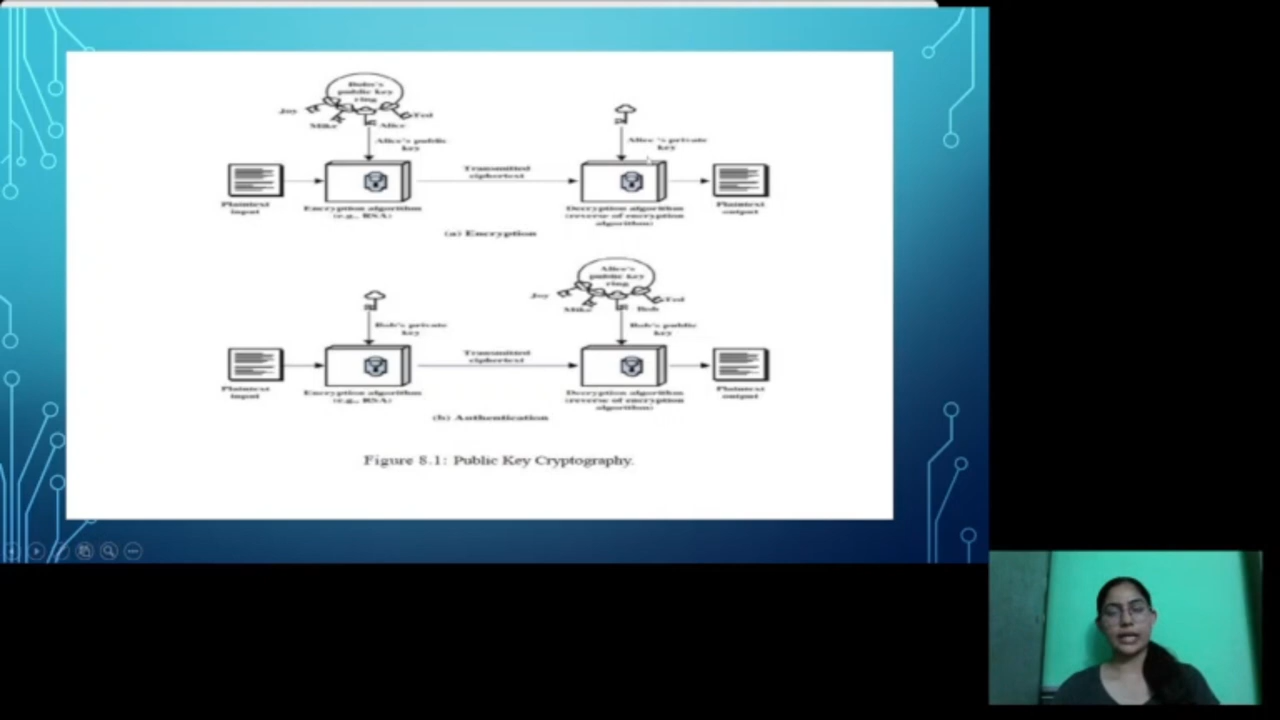 Bob's
public key
ring
Joy
Ted
Mike
Alice
Alice's public
key
Alice 's private
key
Transmitted
ciphertext
Plaintext
input
Encryption algorithm
(e.g., RSA)
Decryption algorithm
(reverse of encryption
algorithm)
Plaintext
output
(a) Encryption
Alice's
public key
ring
Joy
Ted
Mike
Bob
Bob's private
key
Bob's public
key
Transmitted
ciphertext
Plaintext
input
Encryption algorithm
(e.g., RSA)
Decryption algorithm
(reverse of encryption
algorithm)
Plaintext
output
(b) Authentication
Figure 8.1: Public Key Cryptography.